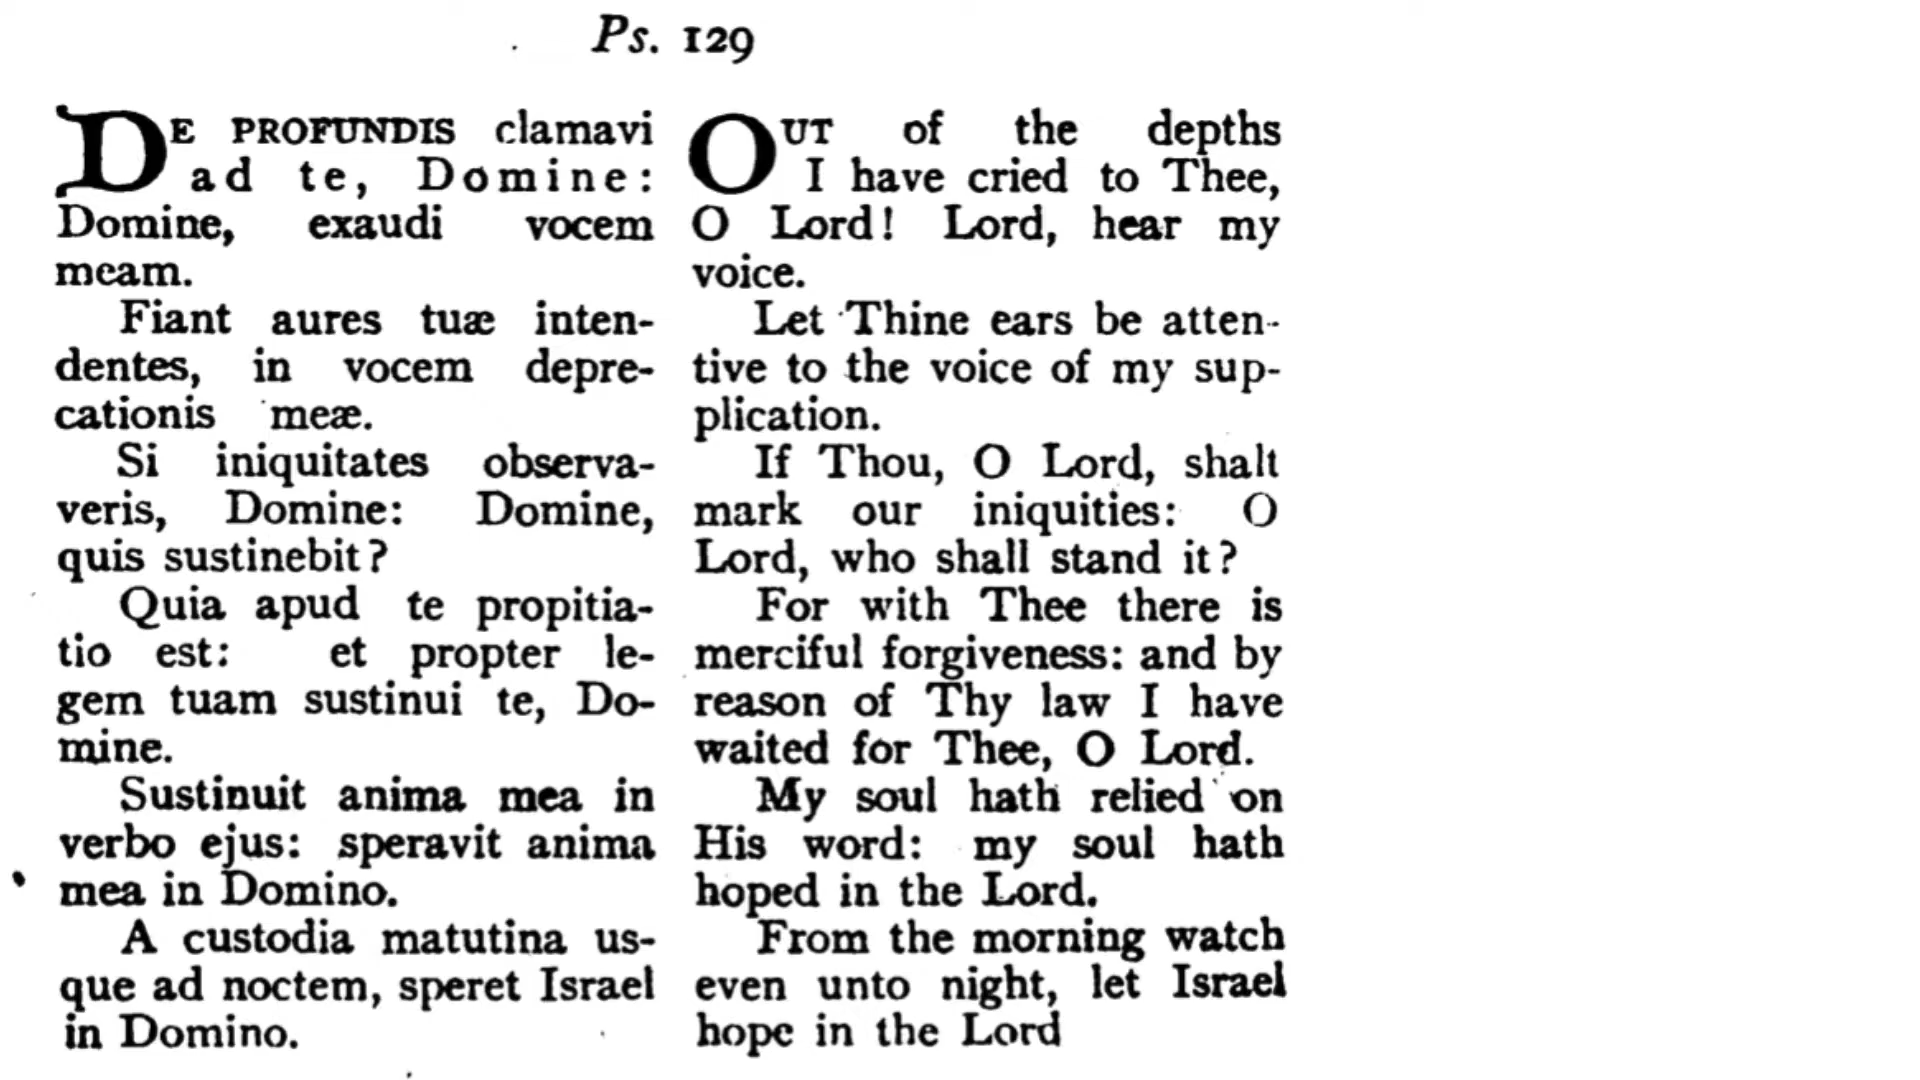 Ps. 129
DE PROFUNDIS clamavi
ad te, Domine:
Domine, exaudi vocem
meam.
Fiant aures tuæ inten-
dentes, in vocem depre-
cationis meæ.
Si iniquitates observa-
veris, Domine: Domine,
quis sustinebit?
Quia apud te propitia-
tio est: et propter le-
gem tuam sustinui te, Do-
mine.
Sustinuit anima mea in
verbo ejus: speravit anima
mea in Domino.
A custodia matutina us-
que ad noctem, speret Israel
in Domino.
OUT of the depths
I have cried to Thee,
O Lord! Lord, hear my
voice.
Let Thine ears be atten-
tive to the voice of my sup-
plication.
If Thou, O Lord, shalt
mark our iniquities: O
Lord, who shall stand it?
For with Thee there is
merciful forgiveness: and by
reason of Thy law I have
waited for Thee, O Lord.
My soul hath relied on
His word: my soul hath
hoped in the Lord.
From the morning watch
even unto night, let Israel
hope in the Lord